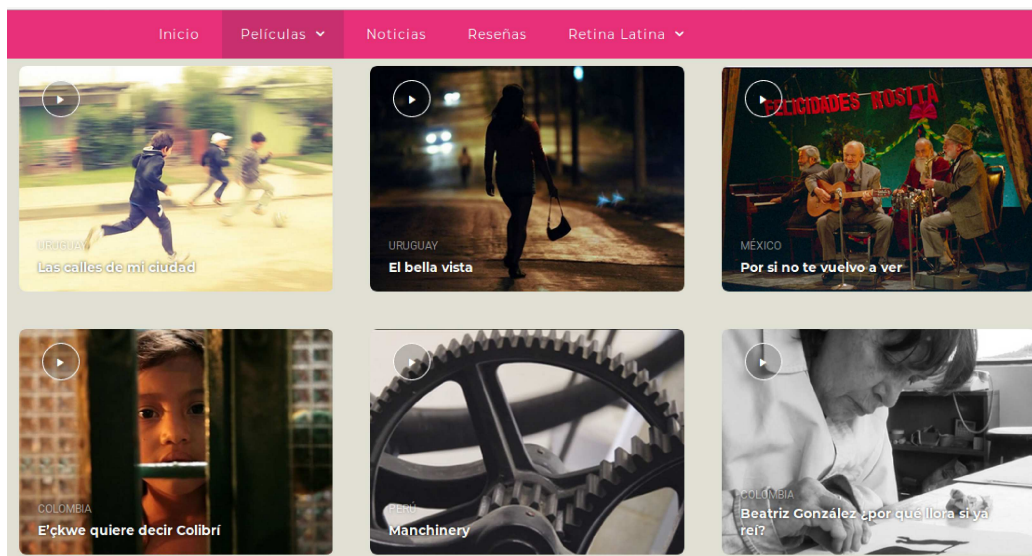 Inicio Películas Noticias Reseñas Retina Latina
FELICIDADES ROSITA
URUGUAY
Las calles de mi ciudad
URUGUAY
El bella vista
MÉXICO
Por si no te vuelvo a ver
COLOMBIA
E'çkwe quiere decir Colibrí
PERÚ
Manchinery
COLOMBIA
Beatriz González ¿por qué llora si ya
reí?